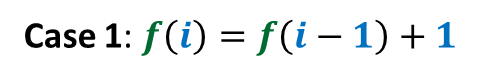 Case 1: f(i) = f(i − 1) + 1